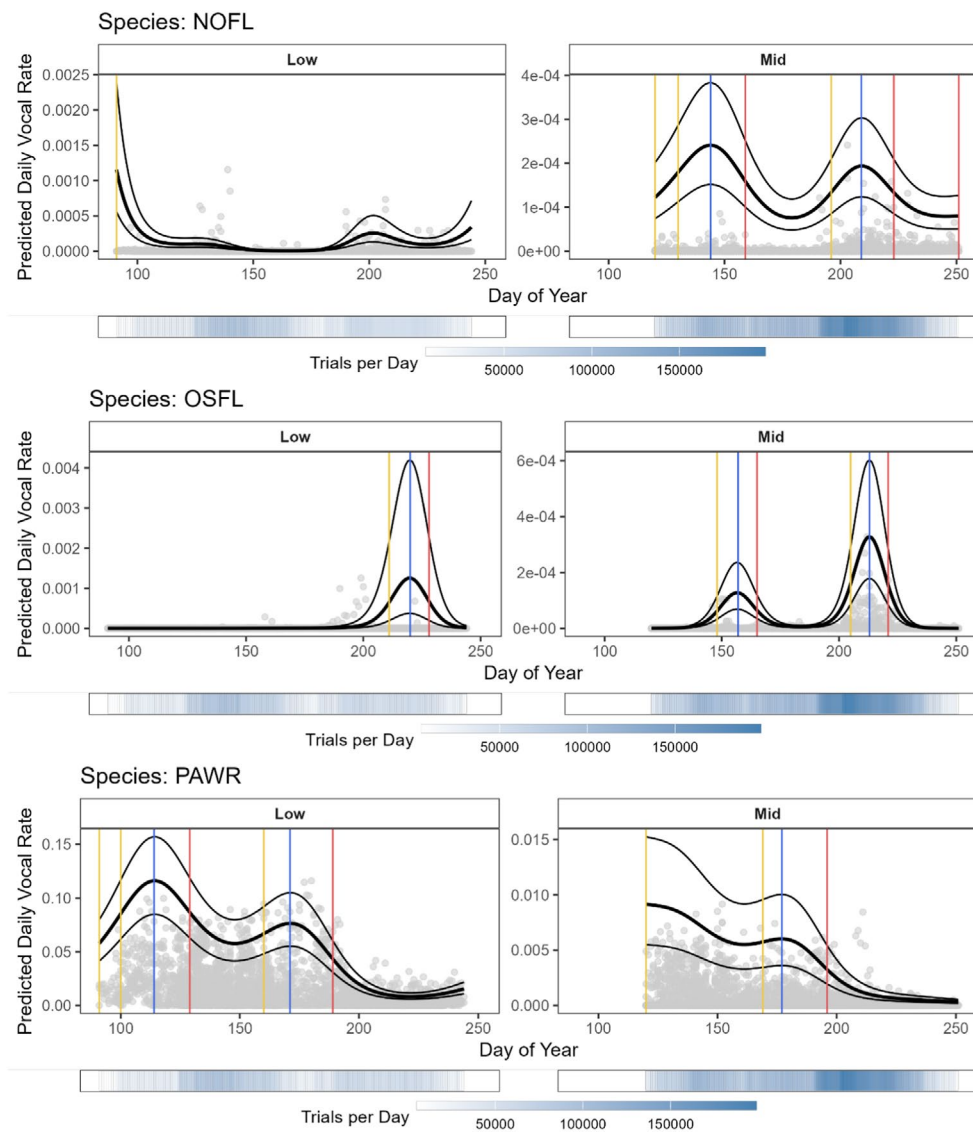 Species: NOFL
Low
Mid
Predicted Daily Vocal Rate
0.0025
0.0020
0.0015
0.0010
0.0005
0.0000
4e-04
3e-04
2e-04
1e-04
0e+00
100 150 200 250
100 150 200 250
Day of Year
Trials per Day
50000 100000 150000
Species: OSFL
Low
Mid
Predicted Daily Vocal Rate
0.004
0.003
0.002
0.001
0.000
6e-04
4e-04
2e-04
0e+00
100 150 200 250
100 150 200 250
Day of Year
Trials per Day
50000 100000 150000
Species: PAWR
Low
Mid
Predicted Daily Vocal Rate
0.15
0.10
0.05
0.00
0.015
0.010
0.005
0.000
100 150 200 250
100 150 200 250
Day of Year
Trials per Day
50000 100000 150000